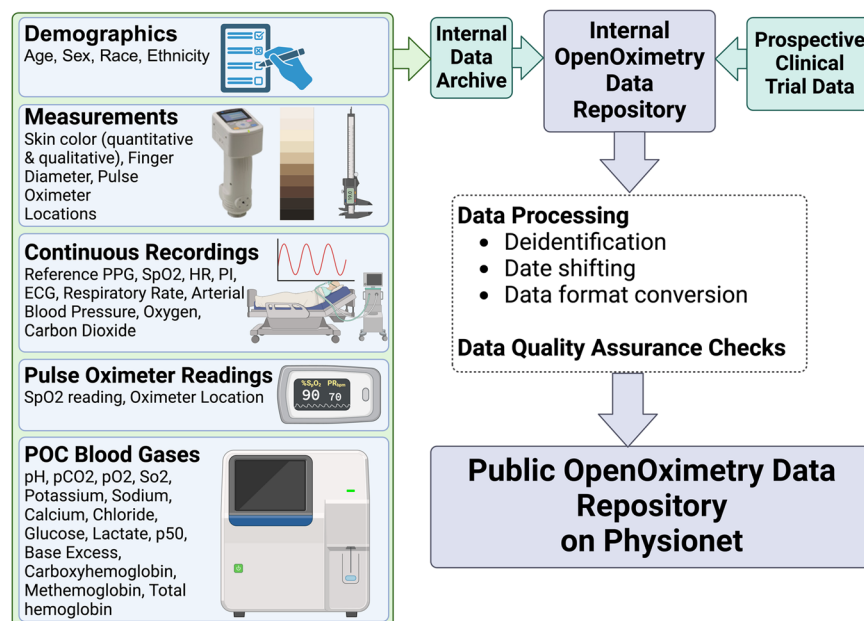 Demographics
Age, Sex, Race, Ethnicity
Measurements
Skin color (quantitative
& qualitative), Finger
Diameter, Pulse
Oximeter
Locations
Continuous Recordings
Reference PPG, SpO2, HR, PI,
ECG, Respiratory Rate, Arterial
Blood Pressure, Oxygen,
Carbon Dioxide
Pulse Oximeter Readings
SpO2 reading, Oximeter Location
%SpO2 PRbpm
90 70
POC Blood Gases
pH, pCO2, pO2, So2,
Potassium, Sodium,
Calcium, Chloride,
Glucose, Lactate, p50,
Base Excess,
Carboxyhemoglobin,
Methemoglobin, Total
hemoglobin
Internal
Data
Archive
Internal
OpenOximetry
Data
Repository
Prospective
Clinical
Trial Data
Data Processing
• Deidentification
• Date shifting
• Data format conversion
Data Quality Assurance Checks
Public OpenOximetry Data
Repository
on Physionet